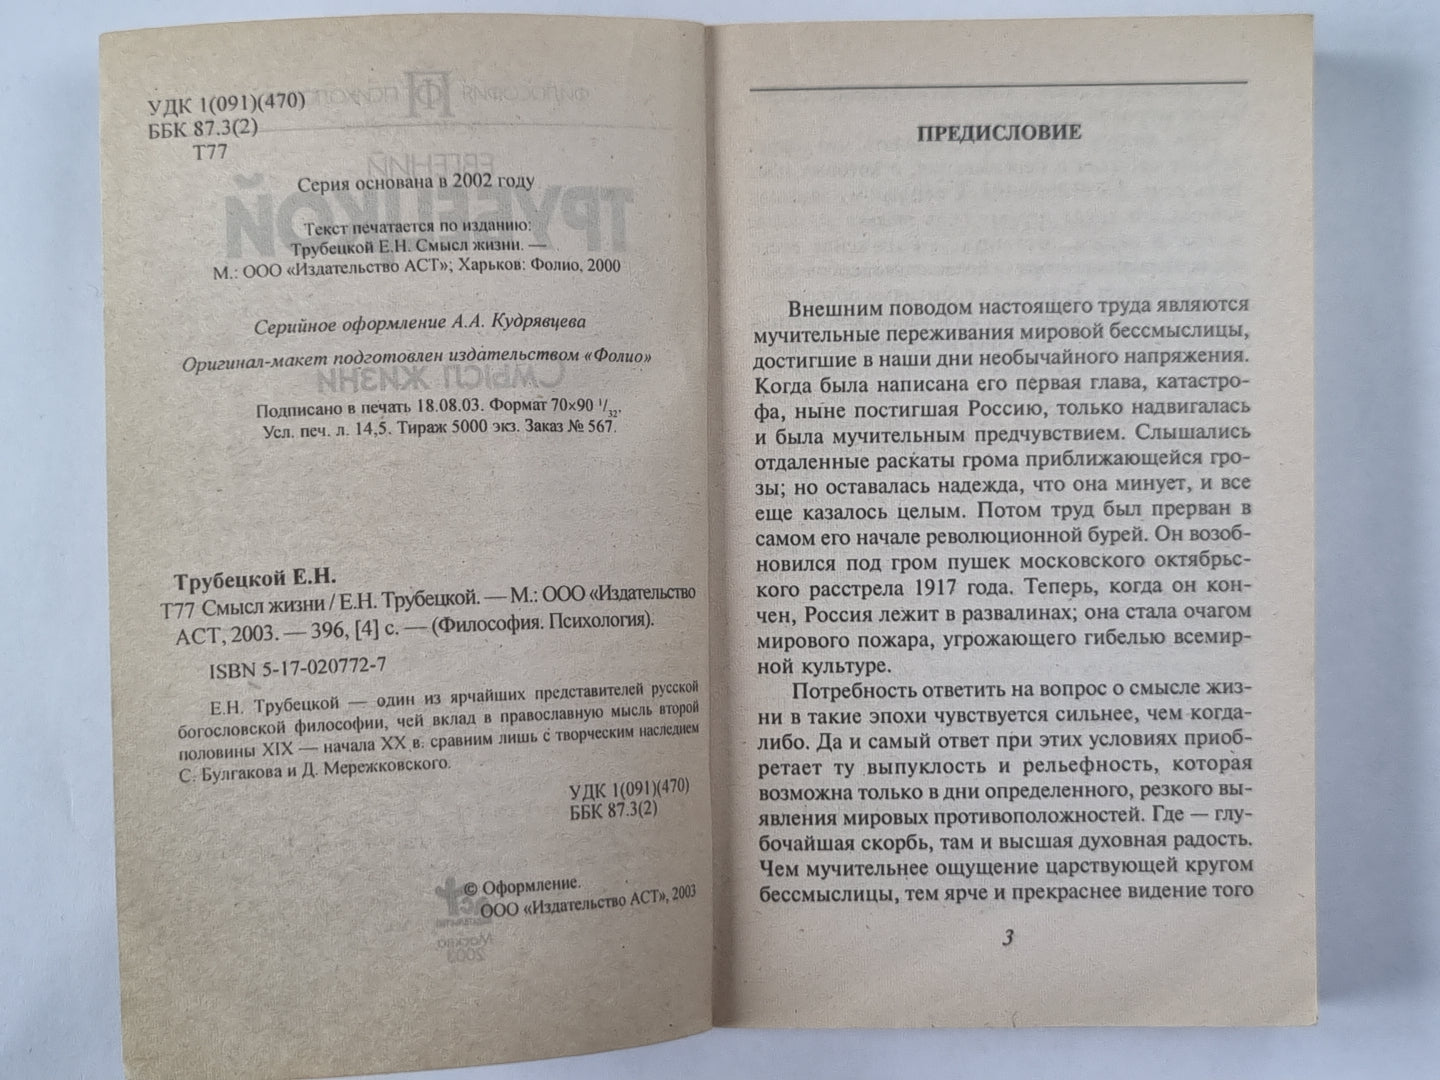 УДК 1(091)(470)
ББК 87.3(2)
Т77
Серия основана в 2002 году
Текст печатается по изданию:
Трубецкой Е.Н. Смысл жизни. —
М.: ООО «Издательство АСТ»; Харьков: Фолио, 2000
Серийное оформление А.А. Кудрявцева
Оригинал-макет подготовлен издательством «Фолио»
Подписано в печать 18.08.03. Формат 70×90 1/32.
Усл. печ. л. 14,5. Тираж 5000 экз. Заказ № 567.
Трубецкой Е.Н.
Т77 Смысл жизни / Е.Н. Трубецкой. — М.: ООО «Издательство
АСТ, 2003. — 396, [4] с. — (Философия. Психология).
ISBN 5-17-020772-7
Е.Н. Трубецкой — один из ярчайших представителей русской
богословской философии, чей вклад в православную мысль второй
половины XIX — начала XX в. сравним лишь с творческим наследием
С. Булгакова и Д. Мережковского.
УДК 1(091)(470)
ББК 87.3(2)
© Оформление.
ООО «Издательство АСТ», 2003
ПРЕДИСЛОВИЕ
Внешним поводом настоящего труда являются
мучительные переживания мировой бессмыслицы,
достигшие в наши дни необычайного напряжения.
Когда была написана его первая глава, катастро-
фа, ныне постигшая Россию, только надвигалась
и была мучительным предчувствием. Слышались
отдаленные раскаты грома приближающейся гро-
зы; но оставалась надежда, что она минует, и все
еще казалось целым. Потом труд был прерван в
самом его начале революционной бурей. Он возоб-
новился под гром пушек московского октябрьс-
кого расстрела 1917 года. Теперь, когда он кон-
чен, Россия лежит в развалинах; она стала очагом
мирового пожара, угрожающего гибелью всемир-
ной культуре.
Потребность ответить на вопрос о смысле жиз-
ни в такие эпохи чувствуется сильнее, чем когда-
либо. Да и самый ответ при этих условиях приоб-
ретает ту выпуклость и рельефность, которая
возможна только в дни определенного, резкого вы-
явления мировых противоположностей. Где — глу-
бочайшая скорбь, там и высшая духовная радость.
Чем мучительнее ощущение царствующей кругом
бессмыслицы, тем ярче и прекраснее видение того
3